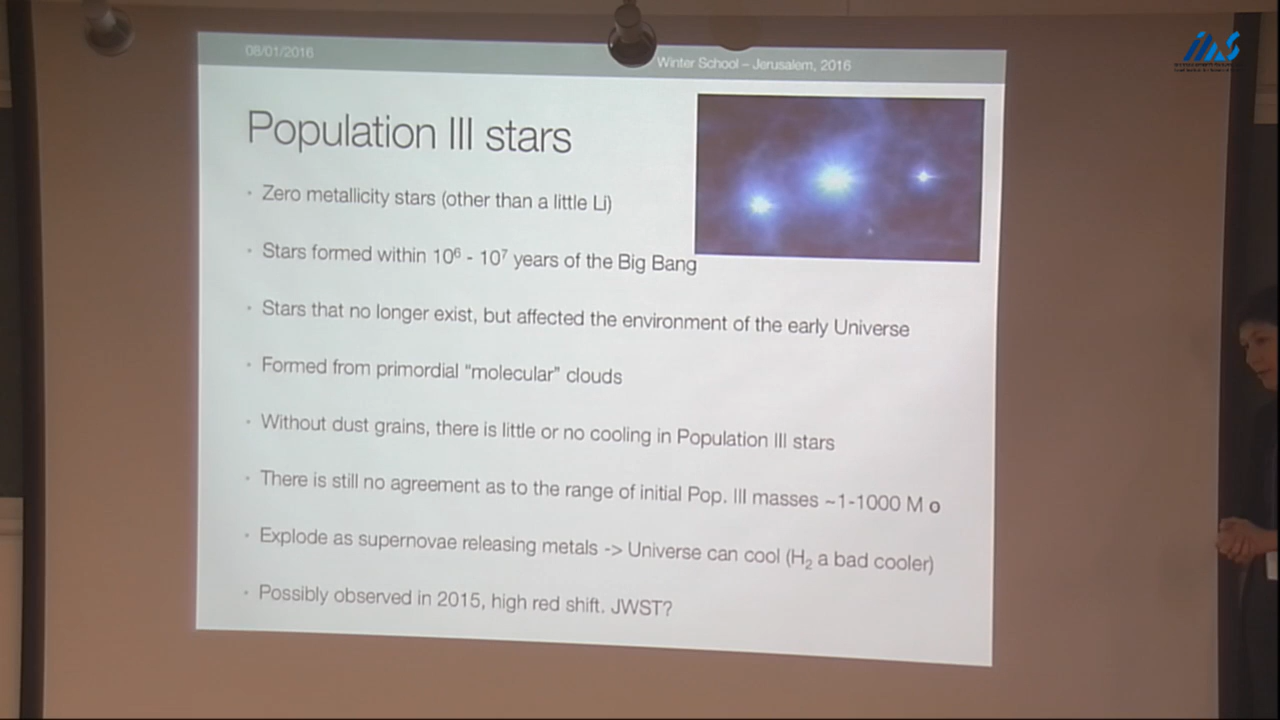 08/01/2016
Winter School – Jerusalem, 2016
Population III stars
• Zero metallicity stars (other than a little Li)
• Stars formed within 10⁶ - 10⁷ years of the Big Bang
• Stars that no longer exist, but affected the environment of the early Universe
• Formed from primordial “molecular” clouds
• Without dust grains, there is little or no cooling in Population III stars
• There is still no agreement as to the range of initial Pop. III masses ~1-1000 M o
• Explode as supernovae releasing metals -> Universe can cool (H₂ a bad cooler)
• Possibly observed in 2015, high red shift. JWST?